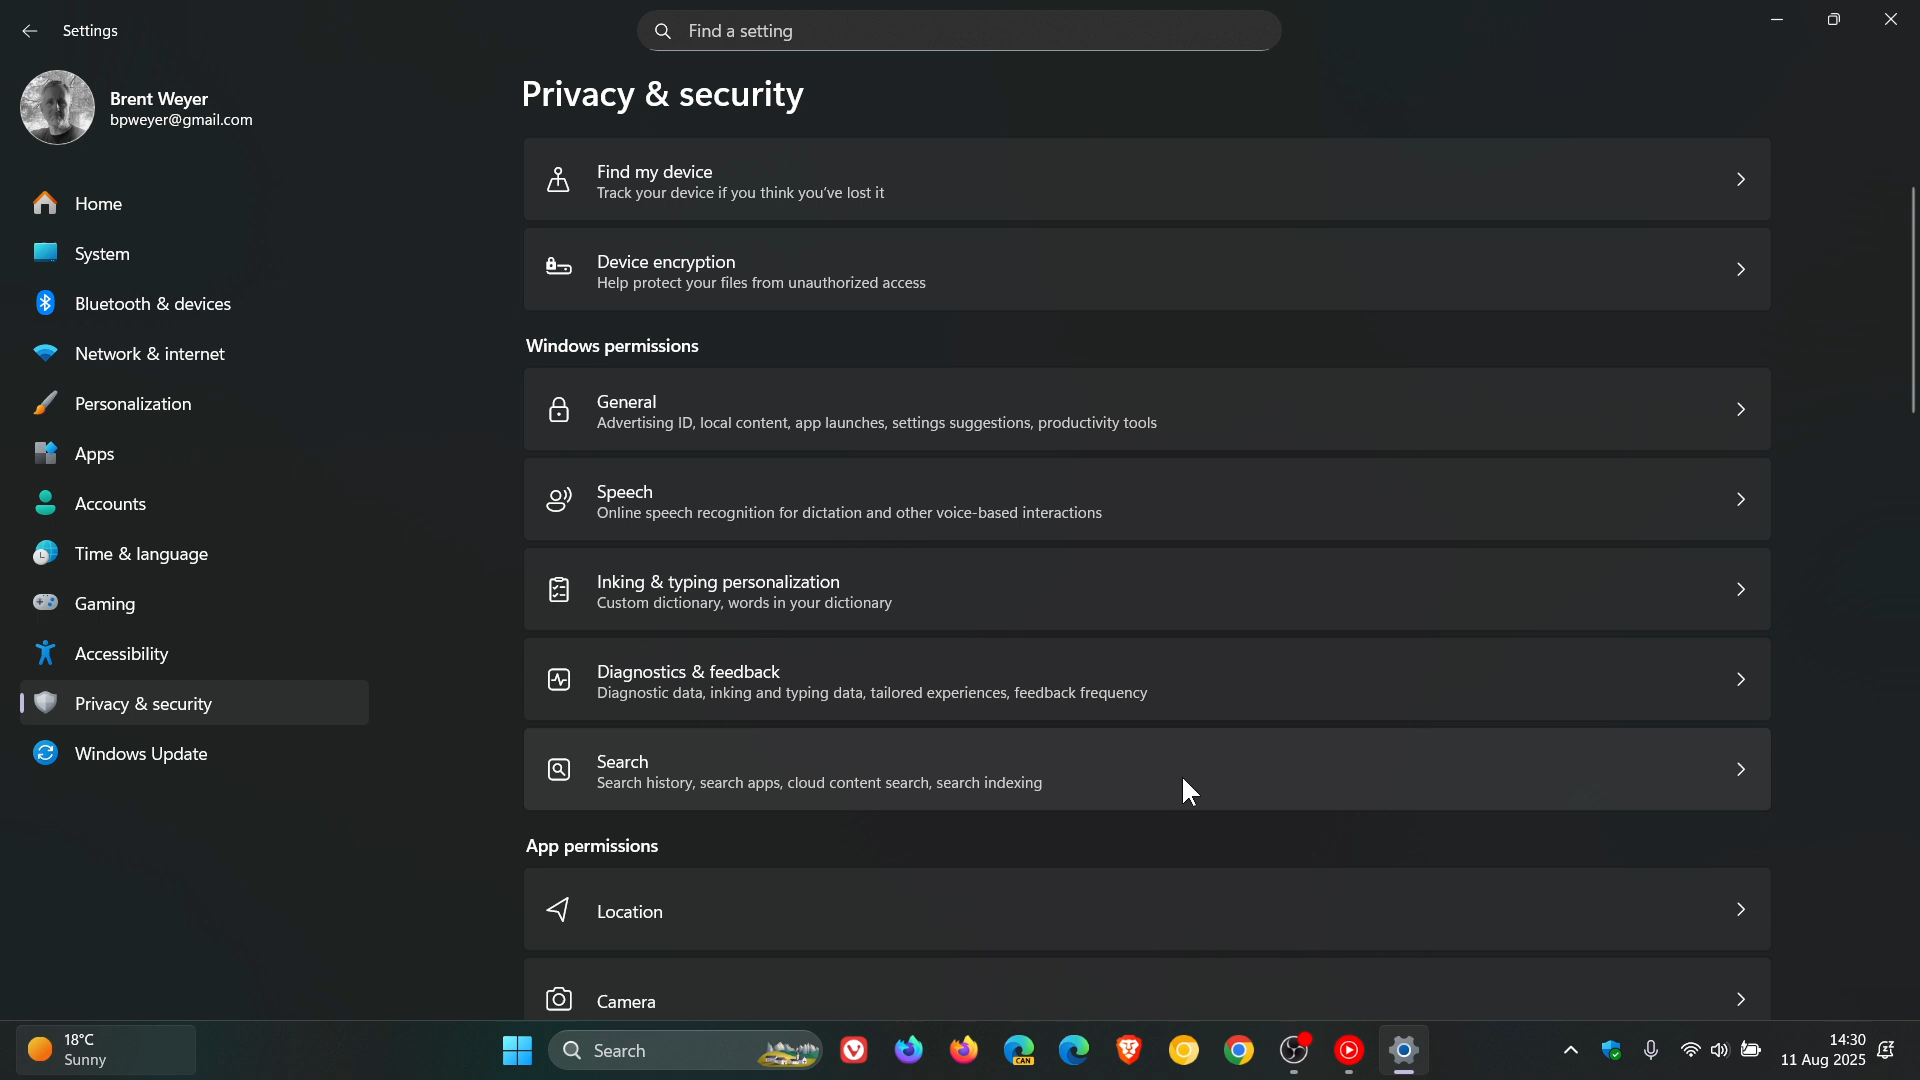 Settings
Find a setting
Brent Weyer
bpweyer@gmail.com
Home
System
Bluetooth & devices
Network & internet
Personalization
Apps
Accounts
Time & language
Gaming
Accessibility
Privacy & security
Windows Update
Privacy & security
Find my device
Track your device if you think you've lost it
Device encryption
Help protect your files from unauthorized access
Windows permissions
General
Advertising ID, local content, app launches, settings suggestions, productivity tools
Speech
Online speech recognition for dictation and other voice-based interactions
Inking & typing personalization
Custom dictionary, words in your dictionary
Diagnostics & feedback
Diagnostic data, inking and typing data, tailored experiences, feedback frequency
Search
Search history, search apps, cloud content search, search indexing
App permissions
Location
Camera
18°C
Sunny
Search
CAN
14:30
11 Aug 2025